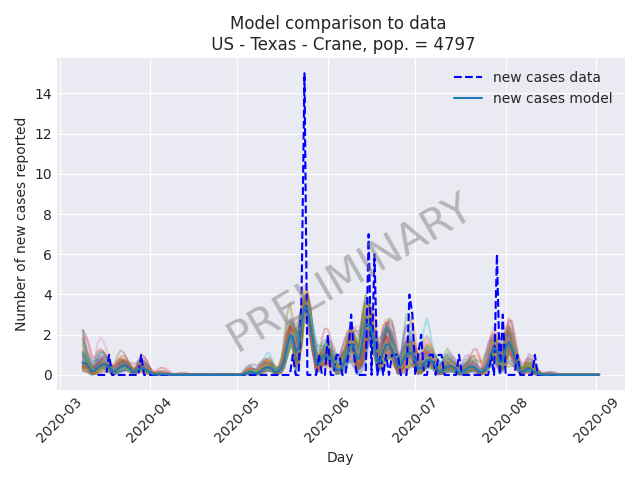 Model comparison to data
US - Texas - Crane, pop. = 4797
new cases data
new cases model
14
12
10
8
6
4
2
0
Number of new cases reported
PRELIMINARY
2020-03
2020-04
2020-05
2020-06
2020-07
2020-08
2020-09
Day